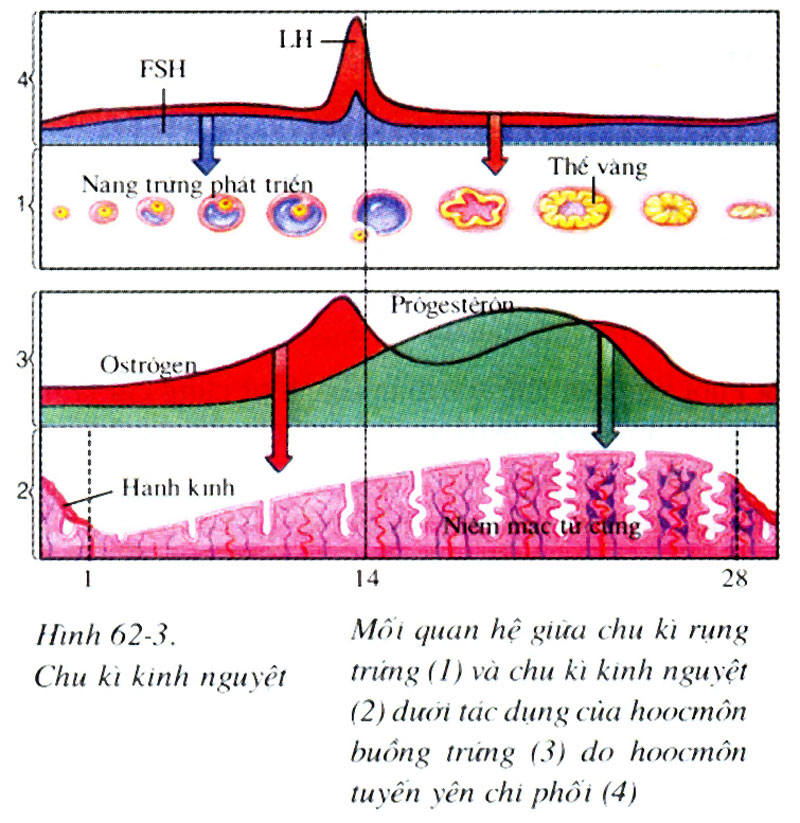 LH
FSH
4
Nang trứng phát triển
Thể vàng
1
Prôgestêrôn
3
Ơstrôgen
2
Hành kinh
Niêm mạc tử cung
1
14
28
Hình 62-3.
Chu kì kinh nguyệt
Mối quan hệ giữa chu kì rụng
trứng (1) và chu kì kinh nguyệt
(2) dưới tác dụng của hoocmôn
buồng trứng (3) do hoocmôn
tuyến yên chi phối (4)